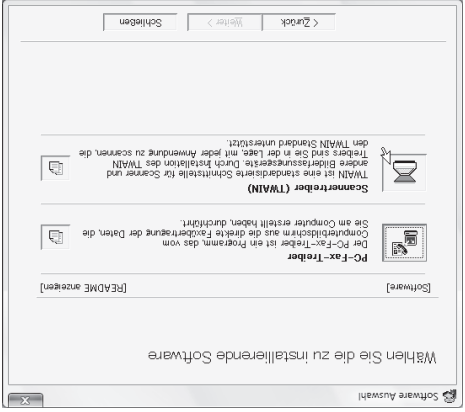 Software Auswahl
Wählen Sie die zu installierende Software
[Software] [README anzeigen]
PC-Fax-Treiber
Der PC-Fax-Treiber ist ein Programm, das vom
Computerbildschirm aus die direkte Faxübertragung der Daten, die
Sie am Computer erstellt haben, durchführt.
Scannertreiber (TWAIN)
TWAIN ist eine standardisierte Schnittstelle für Scanner und
andere Bilderfassungsgeräte. Durch Installation des TWAIN
Treibers sind Sie in der Lage, mit jeder Anwendung zu scannen, die
den TWAIN Standard unterstützt.
< Zurück Weiter > Schließen